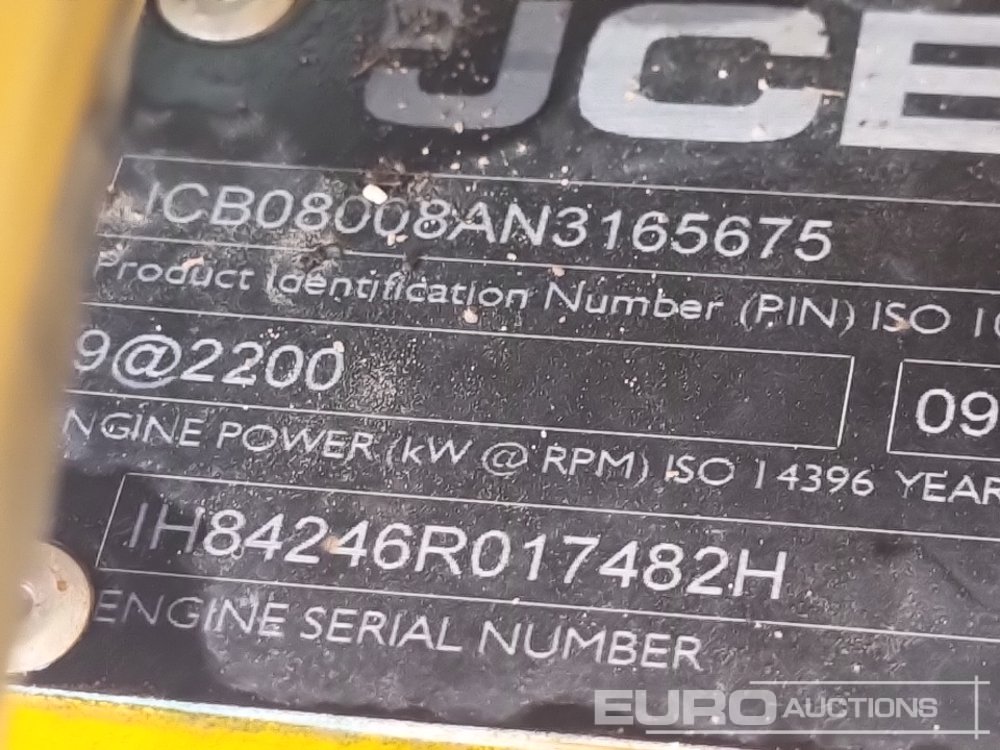 JCB
JCB08008AN3165675
Product Identification Number (PIN) ISO 10
9@2200
09
ENGINE POWER (kW @ RPM) ISO 14396 YEAR
IH84246R017482H
ENGINE SERIAL NUMBER
EURO AUCTIONS